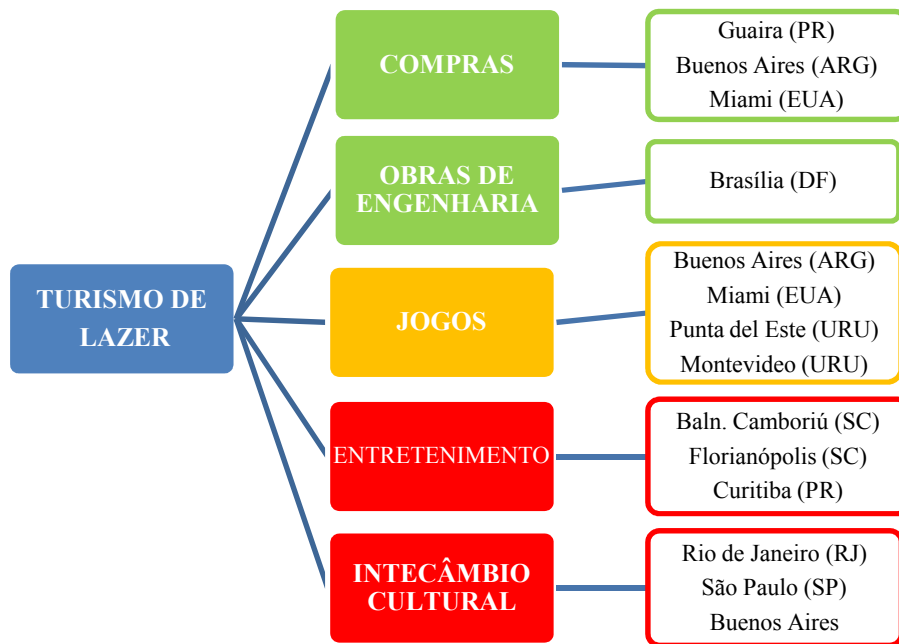 TURISMO DE
LAZER
COMPRAS
Guaira (PR)
Buenos Aires (ARG)
Miami (EUA)
OBRAS DE
ENGENHARIA
Brasília (DF)
JOGOS
Buenos Aires (ARG)
Miami (EUA)
Punta del Este (URU)
Montevideo (URU)
ENTRETENIMENTO
Baln. Camboriú (SC)
Florianópolis (SC)
Curitiba (PR)
INTECÂMBIO
CULTURAL
Rio de Janeiro (RJ)
São Paulo (SP)
Buenos Aires